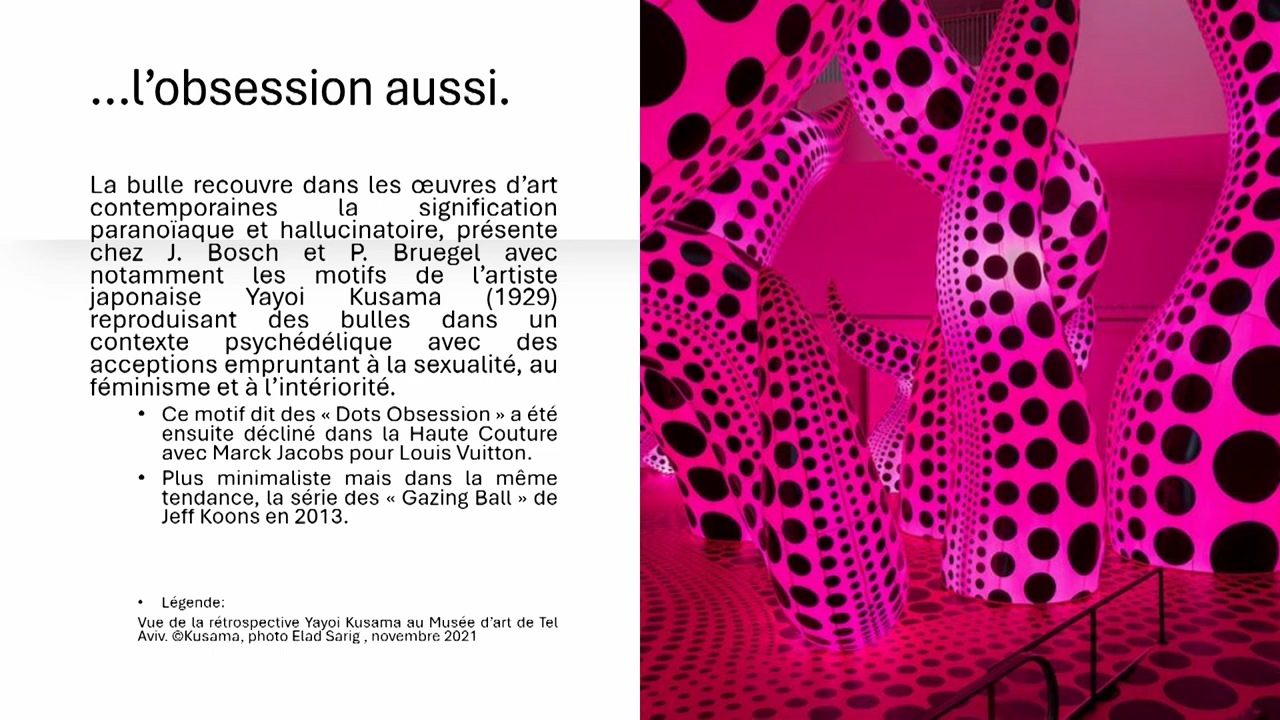 ...l’obsession aussi.
La bulle recouvre dans les œuvres d’art
contemporaines la signification
paranoïaque et hallucinatoire, présente
chez J. Bosch et P. Bruegel avec
notamment les motifs de l’artiste
japonaise Yayoi Kusama (1929)
reproduisant des bulles dans un
contexte psychédélique avec des
acceptions empruntant à la sexualité, au
féminisme et à l’intériorité.
• Ce motif dit des « Dots Obsession » a été
ensuite décliné dans la Haute Couture
avec Marck Jacobs pour Louis Vuitton.
• Plus minimaliste mais dans la même
tendance, la série des « Gazing Ball » de
Jeff Koons en 2013.
• Légende:
Vue de la rétrospective Yayoi Kusama au Musée d’art de Tel
Aviv. ©Kusama, photo Elad Sarig , novembre 2021